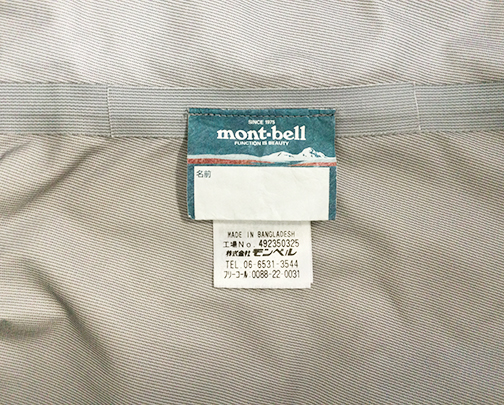 SINCE 1975
mont-bell
FUNCTION IS BEAUTY
名前
MADE IN BANGLADESH
工場No. 492350325
株式会社モンベル
TEL 06-6531-3544
フリーコール 0088-22-0031